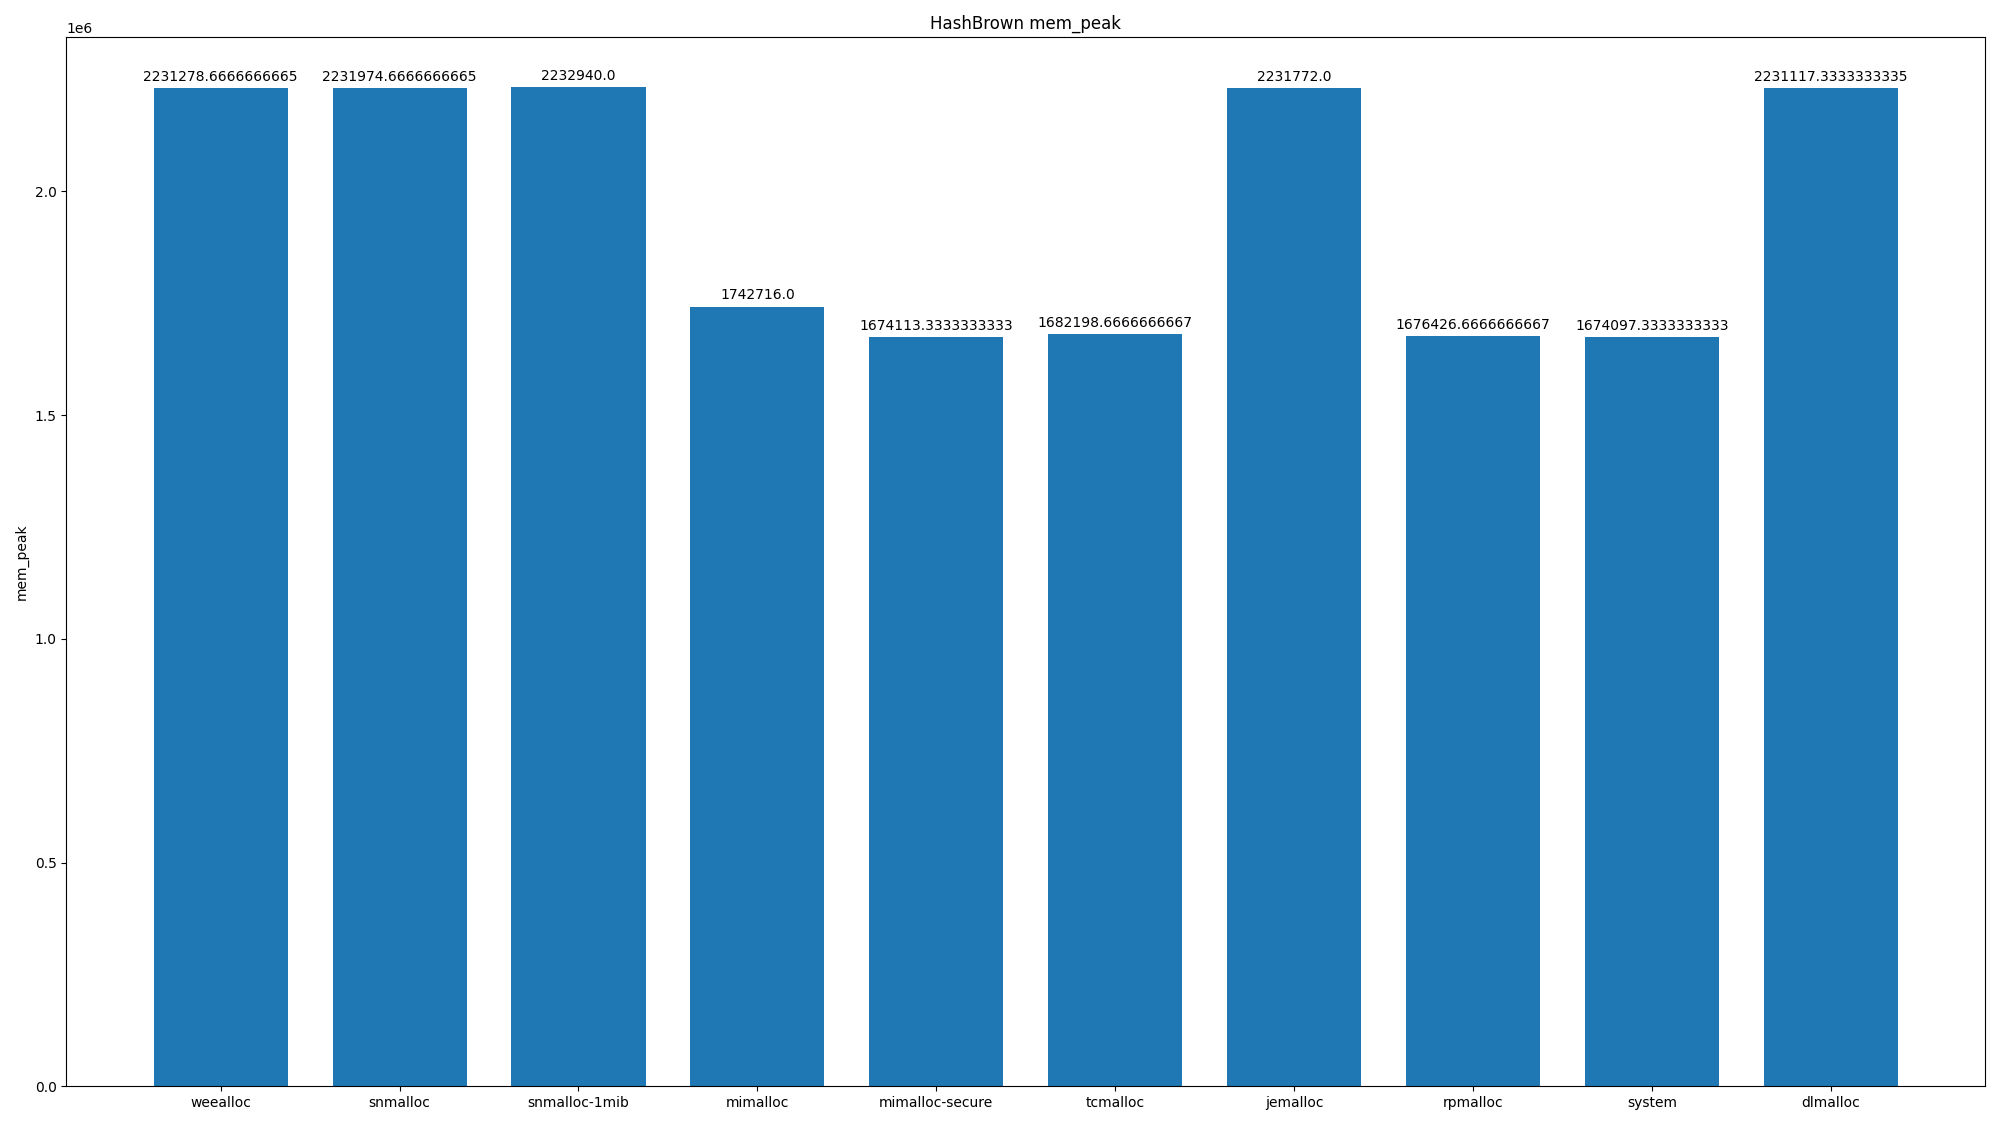 HashBrown mem_peak
1e6
2231278.6666666665
2231974.6666666665
2232940.0
1742716.0
1674113.3333333333
1682198.6666666667
2231772.0
1676426.6666666667
1674097.3333333333
2231117.3333333335
2.0
1.5
1.0
0.5
0.0
mem_peak
weealloc
snmalloc
snmalloc-1mib
mimalloc
mimalloc-secure
tcmalloc
jemalloc
rpmalloc
system
dlmalloc